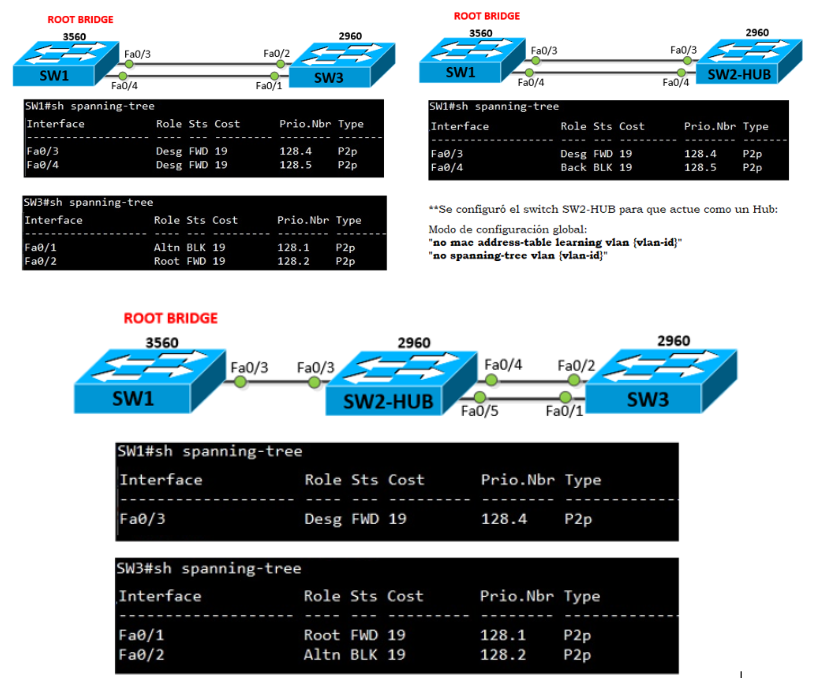 ROOT BRIDGE
3560
2960
Fa0/3
Fa0/2
SW1
SW3
Fa0/4
Fa0/1
SW1#sh spanning-tree
Interface Role Sts Cost Prio.Nbr Type
------------------- ---- --- --------- -------- -------
Fa0/3 Desg FWD 19 128.4 P2p
Fa0/4 Desg FWD 19 128.5 P2p
SW3#sh spanning-tree
Interface Role Sts Cost Prio.Nbr Type
------------------- ---- --- --------- -------- -------
Fa0/1 Altn BLK 19 128.1 P2p
Fa0/2 Root FWD 19 128.2 P2p
ROOT BRIDGE
3560
2960
Fa0/3
Fa0/3
SW1
SW2-HUB
Fa0/4
Fa0/4
SW1#sh spanning-tree
Interface Role Sts Cost Prio.Nbr Type
------------------- ---- --- --------- -------- -------
Fa0/3 Desg FWD 19 128.4 P2p
Fa0/4 Back BLK 19 128.5 P2p
**Se configuró el switch SW2-HUB para que actue como un Hub:
Modo de configuración global:
"no mac address-table learning vlan {vlan-id}"
"no spanning-tree vlan {vlan-id}"
ROOT BRIDGE
3560
2960
2960
Fa0/3
Fa0/3
Fa0/4
Fa0/2
SW1
SW2-HUB
SW3
Fa0/5
Fa0/1
SW1#sh spanning-tree
Interface Role Sts Cost Prio.Nbr Type
------------------- ---- --- --------- -------- -------
Fa0/3 Desg FWD 19 128.4 P2p
SW3#sh spanning-tree
Interface Role Sts Cost Prio.Nbr Type
------------------- ---- --- --------- -------- -------
Fa0/1 Root FWD 19 128.1 P2p
Fa0/2 Altn BLK 19 128.2 P2p